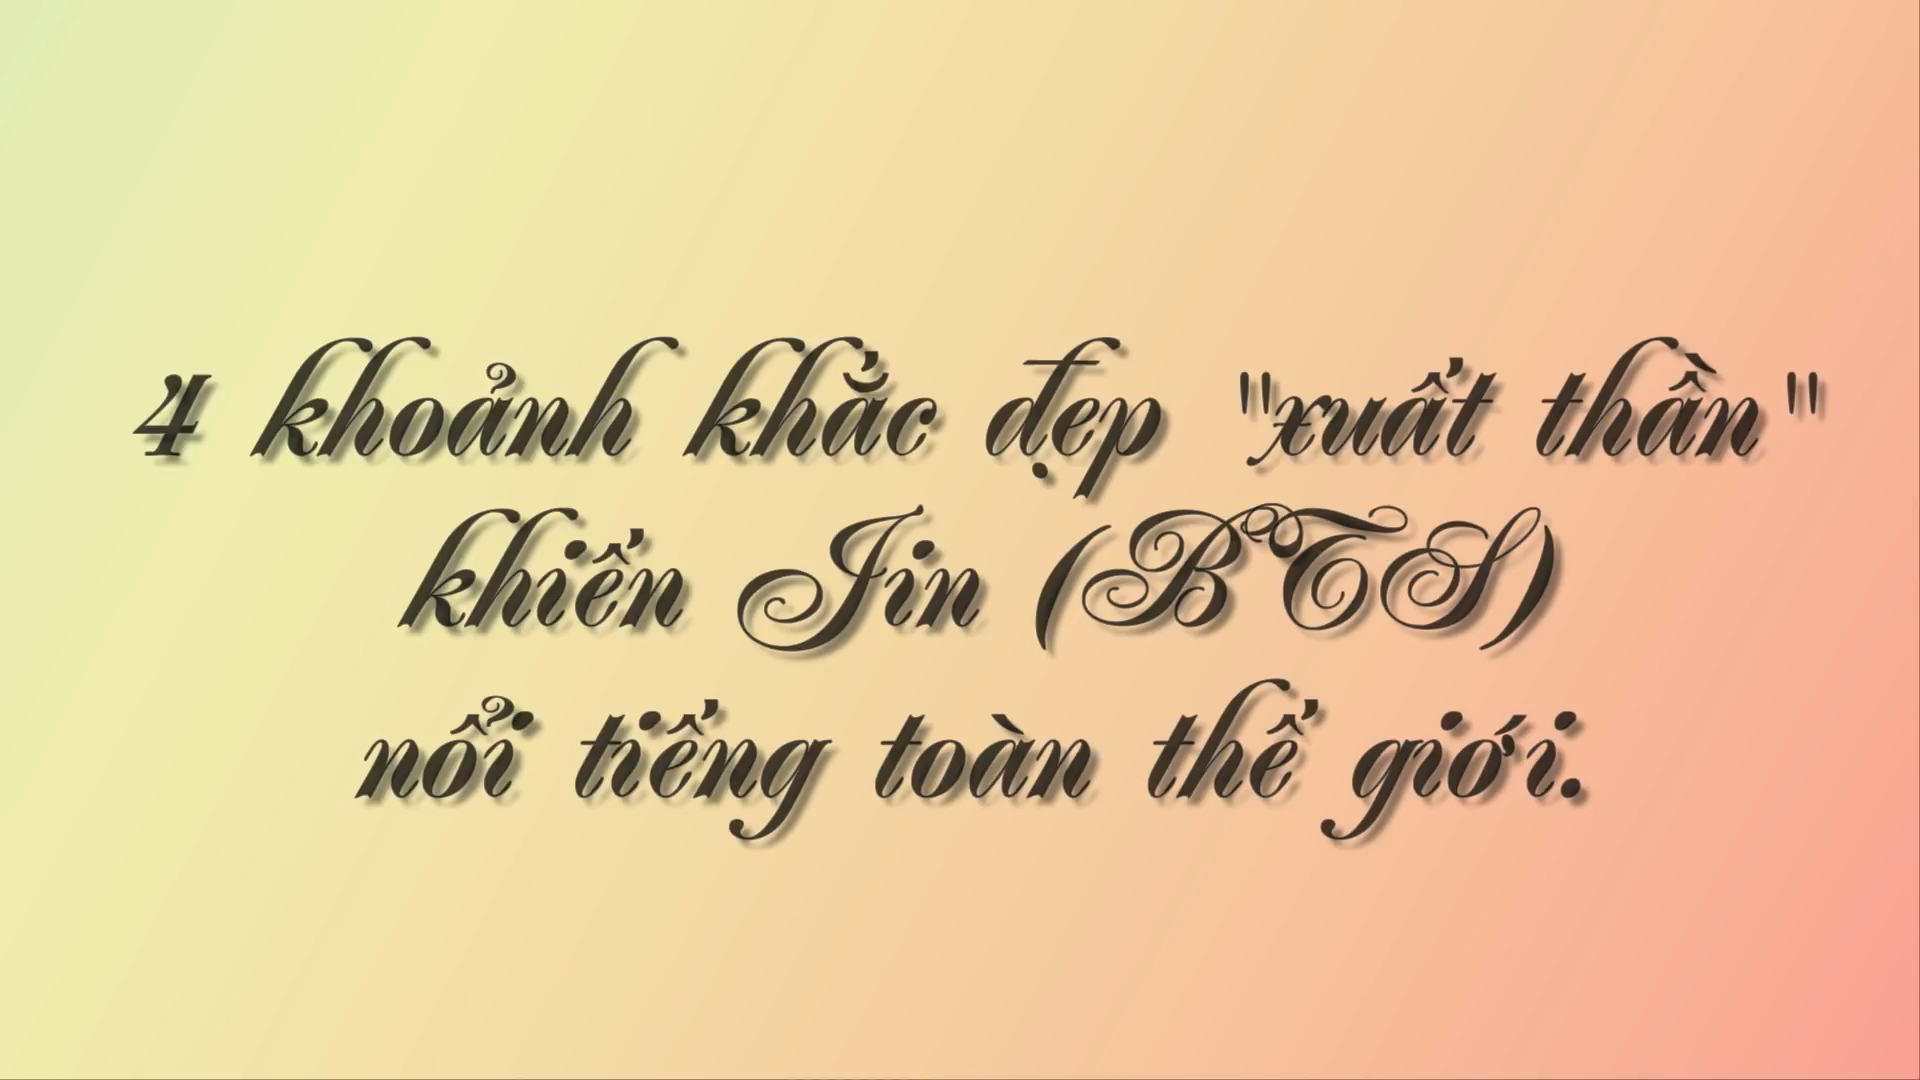 4 khoảnh khắc đẹp "xuất thần"
khiến Jin (BTS)
nổi tiếng toàn thế giới.